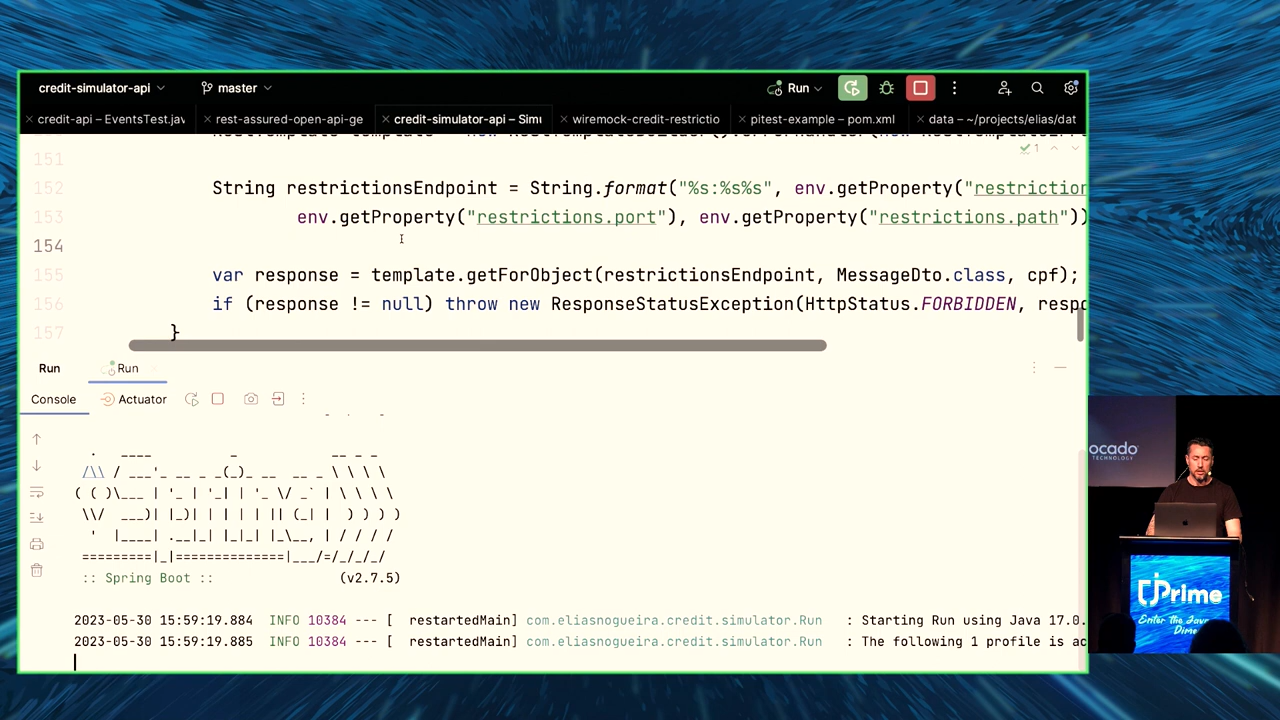 credit-simulator-api
master
Run
credit-api – EventsTest.jav
rest-assured-open-api-ge
credit-simulator-api – Simu
wiremock-credit-restrictio
pitest-example – pom.xml
data – ~/projects/elias/dat
1
151
152 String restrictionsEndpoint = String.format("%s:%s%s", env.getProperty("restriction
153 env.getProperty("restrictions.port"), env.getProperty("restrictions.path"))
154
155 var response = template.getForObject(restrictionsEndpoint, MessageDto.class, cpf);
156 if (response != null) throw new ResponseStatusException(HttpStatus.FORBIDDEN, respo
157 }
Run Run
Console Actuator
:: Spring Boot :: (v2.7.5)
2023-05-30 15:59:19.884 INFO 10384 --- [ restartedMain] com.eliasnogueira.credit.simulator.Run : Starting Run using Java 17.0.
2023-05-30 15:59:19.885 INFO 10384 --- [ restartedMain] com.eliasnogueira.credit.simulator.Run : The following 1 profile is ac
ocado
TECHNOLOGY
JPrime
Enter the Java
Dime